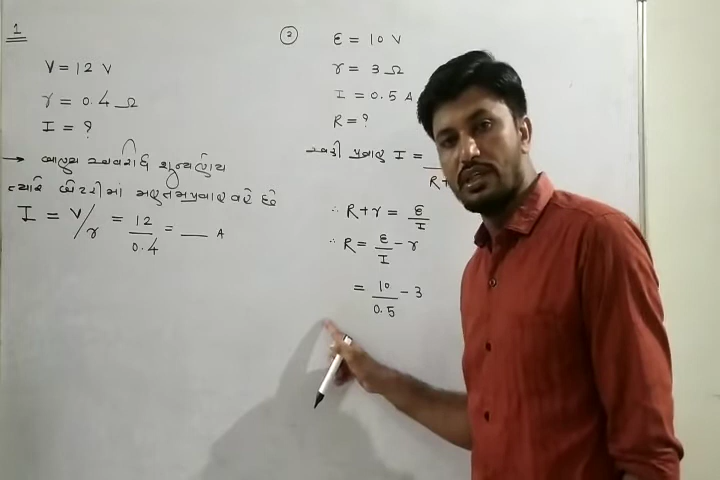 1
V = 12 V
r = 0.4 Ω
I = ?
→ બાહ્ય અવરોધ શૂન્ય હોય
ત્યારે બેટરીમાં મહત્તમ પ્રવાહ વહે છે
I = V/r = 12/0.4 = ___ A
2
ε = 10 V
r = 3 Ω
I = 0.5 A
R = ?
પ્રવાહ I =
R+
∴ R + r = ε/I
∴ R = ε/I - r
= 10/0.5 - 3